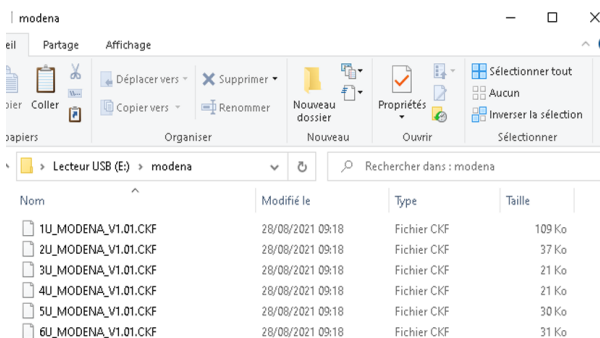 modena
Partage Affichage
Coller
Déplacer vers
Copier vers
Supprimer
Renommer
Nouveau
dossier
Propriétés
Sélectionner tout
Aucun
Inverser la sélection
Organiser Nouveau Ouvrir Sélectionner
Lecteur USB (E:) modena
Rechercher dans : modena
Nom Modifié le Type Taille
1U_MODENA_V1.01.CKF 28/08/2021 09:18 Fichier CKF 109 Ko
2U_MODENA_V1.01.CKF 28/08/2021 09:18 Fichier CKF 37 Ko
3U_MODENA_V1.01.CKF 28/08/2021 09:18 Fichier CKF 21 Ko
4U_MODENA_V1.01.CKF 28/08/2021 09:18 Fichier CKF 21 Ko
5U_MODENA_V1.01.CKF 28/08/2021 09:18 Fichier CKF 30 Ko
6U_MODENA_V1.01.CKF 28/08/2021 09:18 Fichier CKF 31 Ko